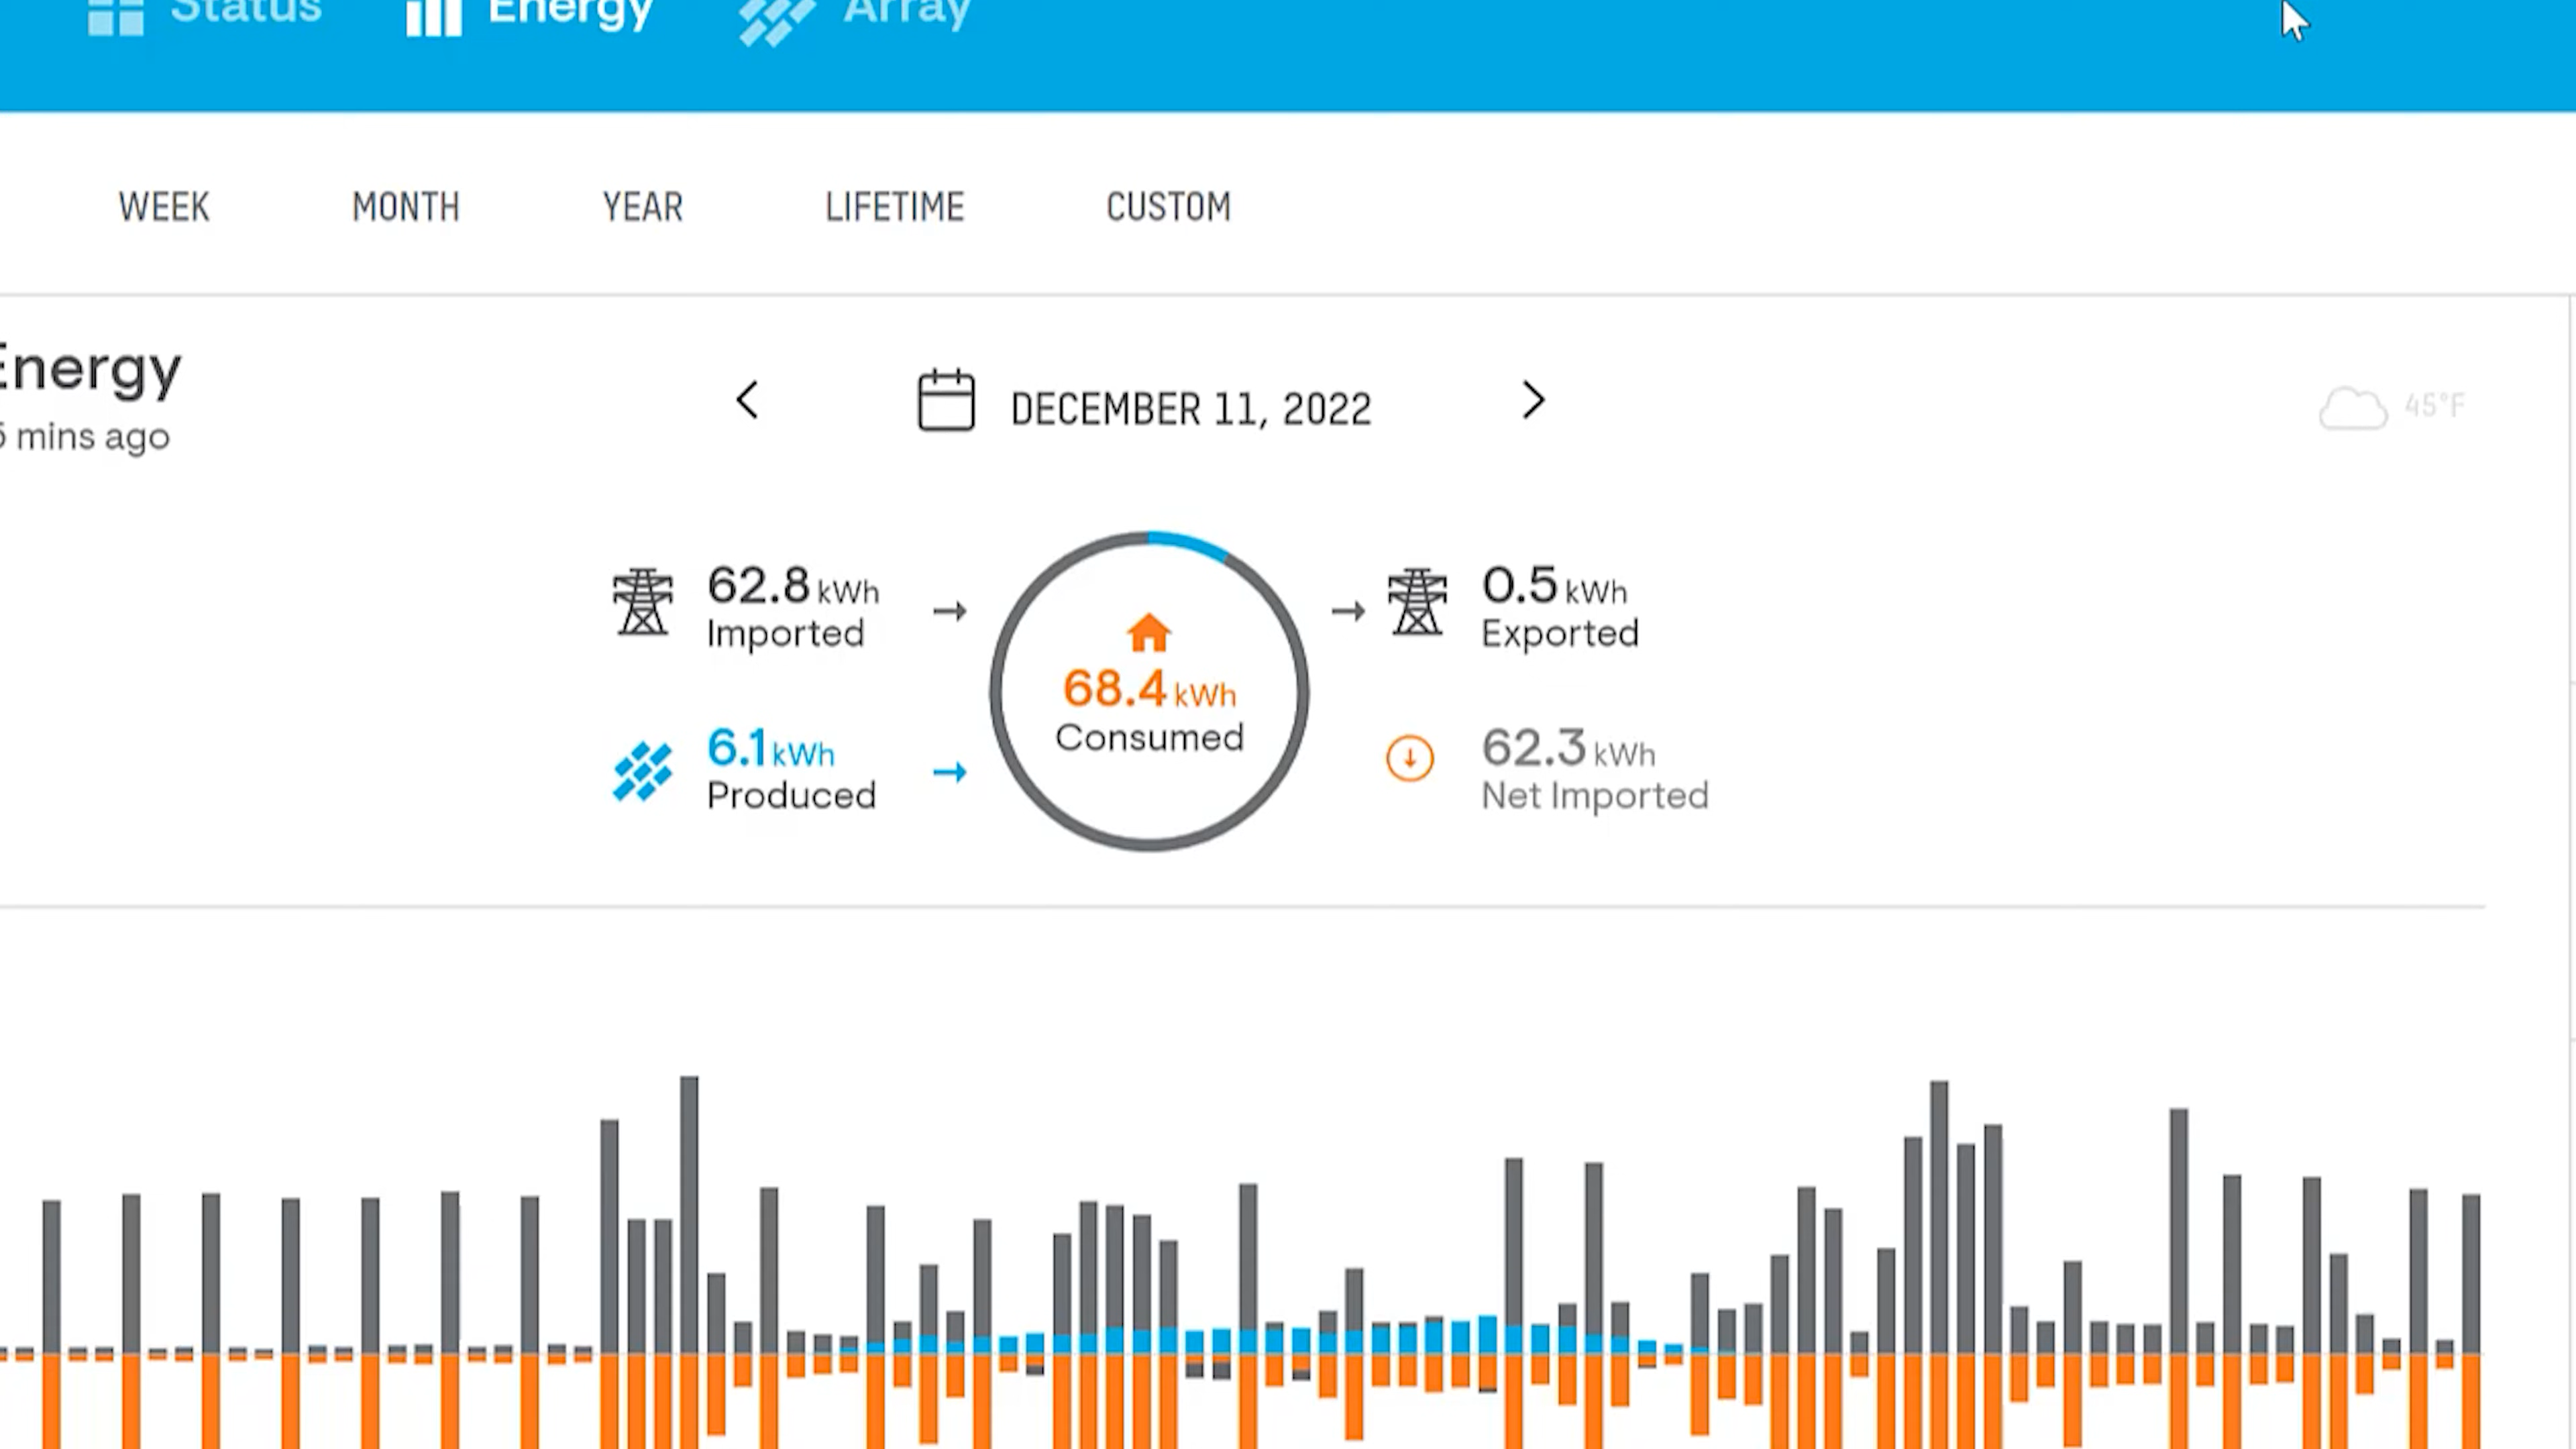 Status Energy Array
WEEK MONTH YEAR LIFETIME CUSTOM
Energy
DECEMBER 11, 2022
45°F
5 mins ago
62.8 kWh
Imported
0.5 kWh
Exported
68.4 kWh
Consumed
6.1 kWh
Produced
62.3 kWh
Net Imported